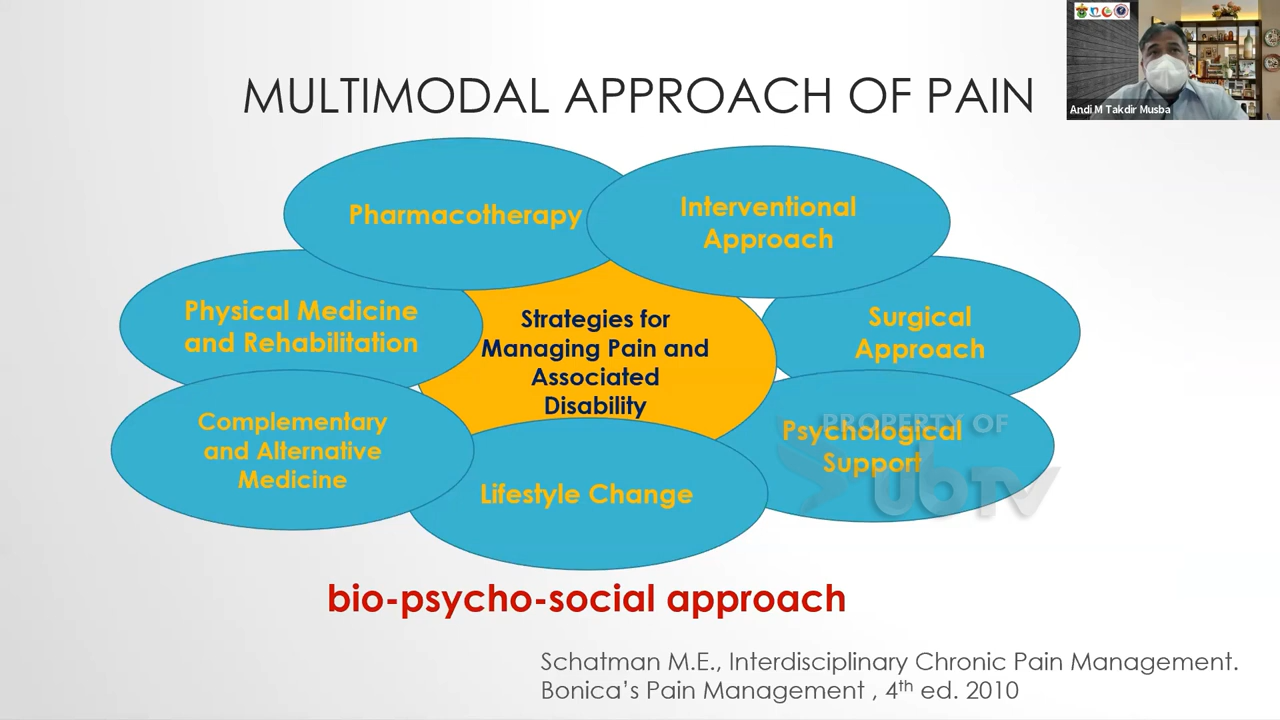 MULTIMODAL APPROACH OF PAIN
Andi M Takdir Musba
Pharmacotherapy
Interventional
Approach
Physical Medicine
and Rehabilitation
Strategies for
Managing Pain and
Associated
Disability
Surgical
Approach
Complementary
and Alternative
Medicine
Lifestyle Change
Psychological
Support
PROPERTY OF
UBTV
bio-psycho-social approach
Schatman M.E., Interdisciplinary Chronic Pain Management.
Bonica’s Pain Management , 4th ed. 2010